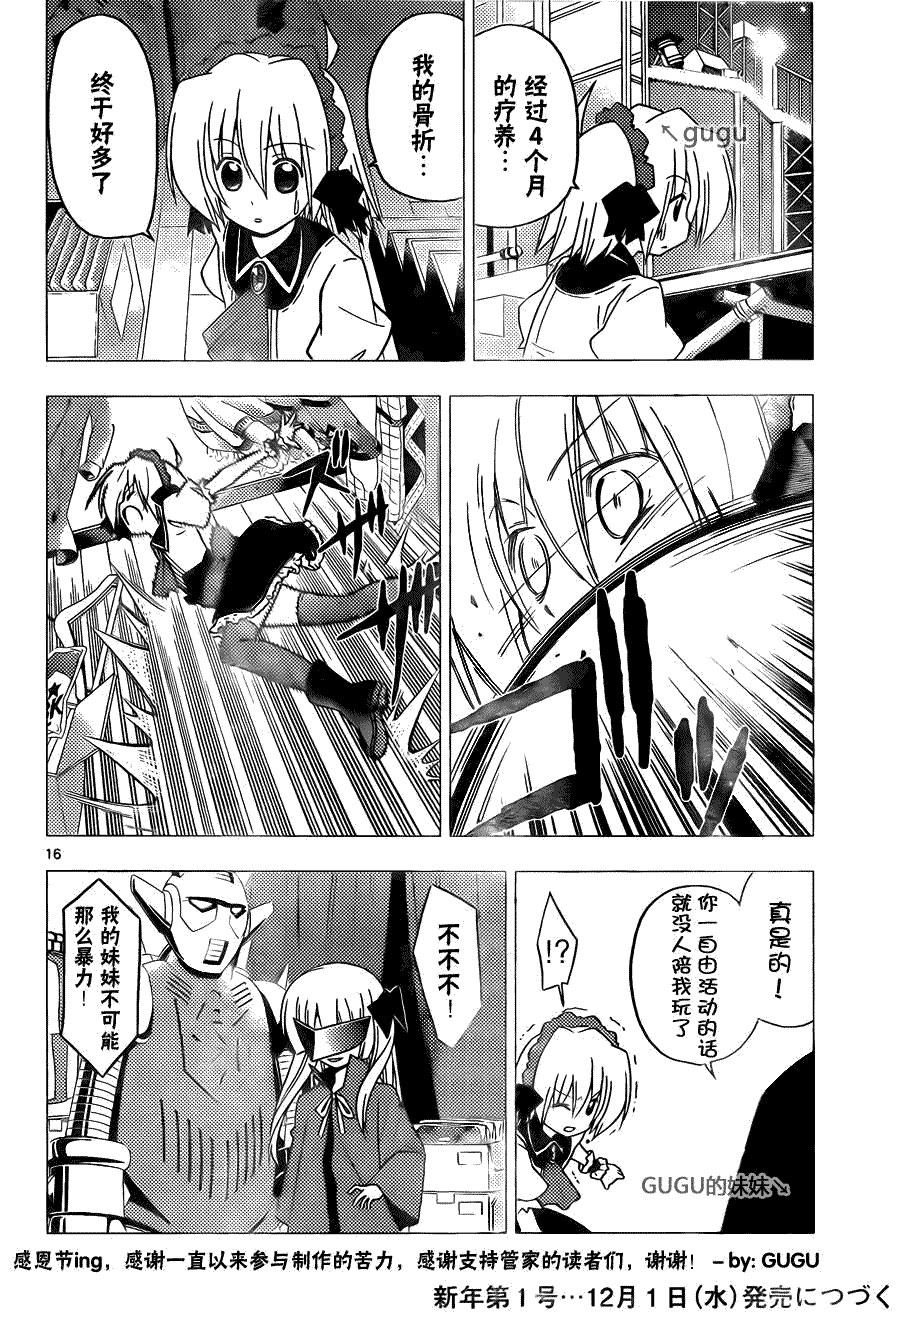 经过4个月
的疗养…
gugu
我的骨折…
终于好多了
16
真是的！
你一自由活动的话
就没人陪我玩了
!?
GUGU的妹妹
不不不！
我的妹妹不可能
那么暴力！
感恩节ing，感谢一直以来参与制作的苦力，感谢支持管家的读者们，谢谢！ －by: GUGU
新年第1号…12月1日(水)発売につづく